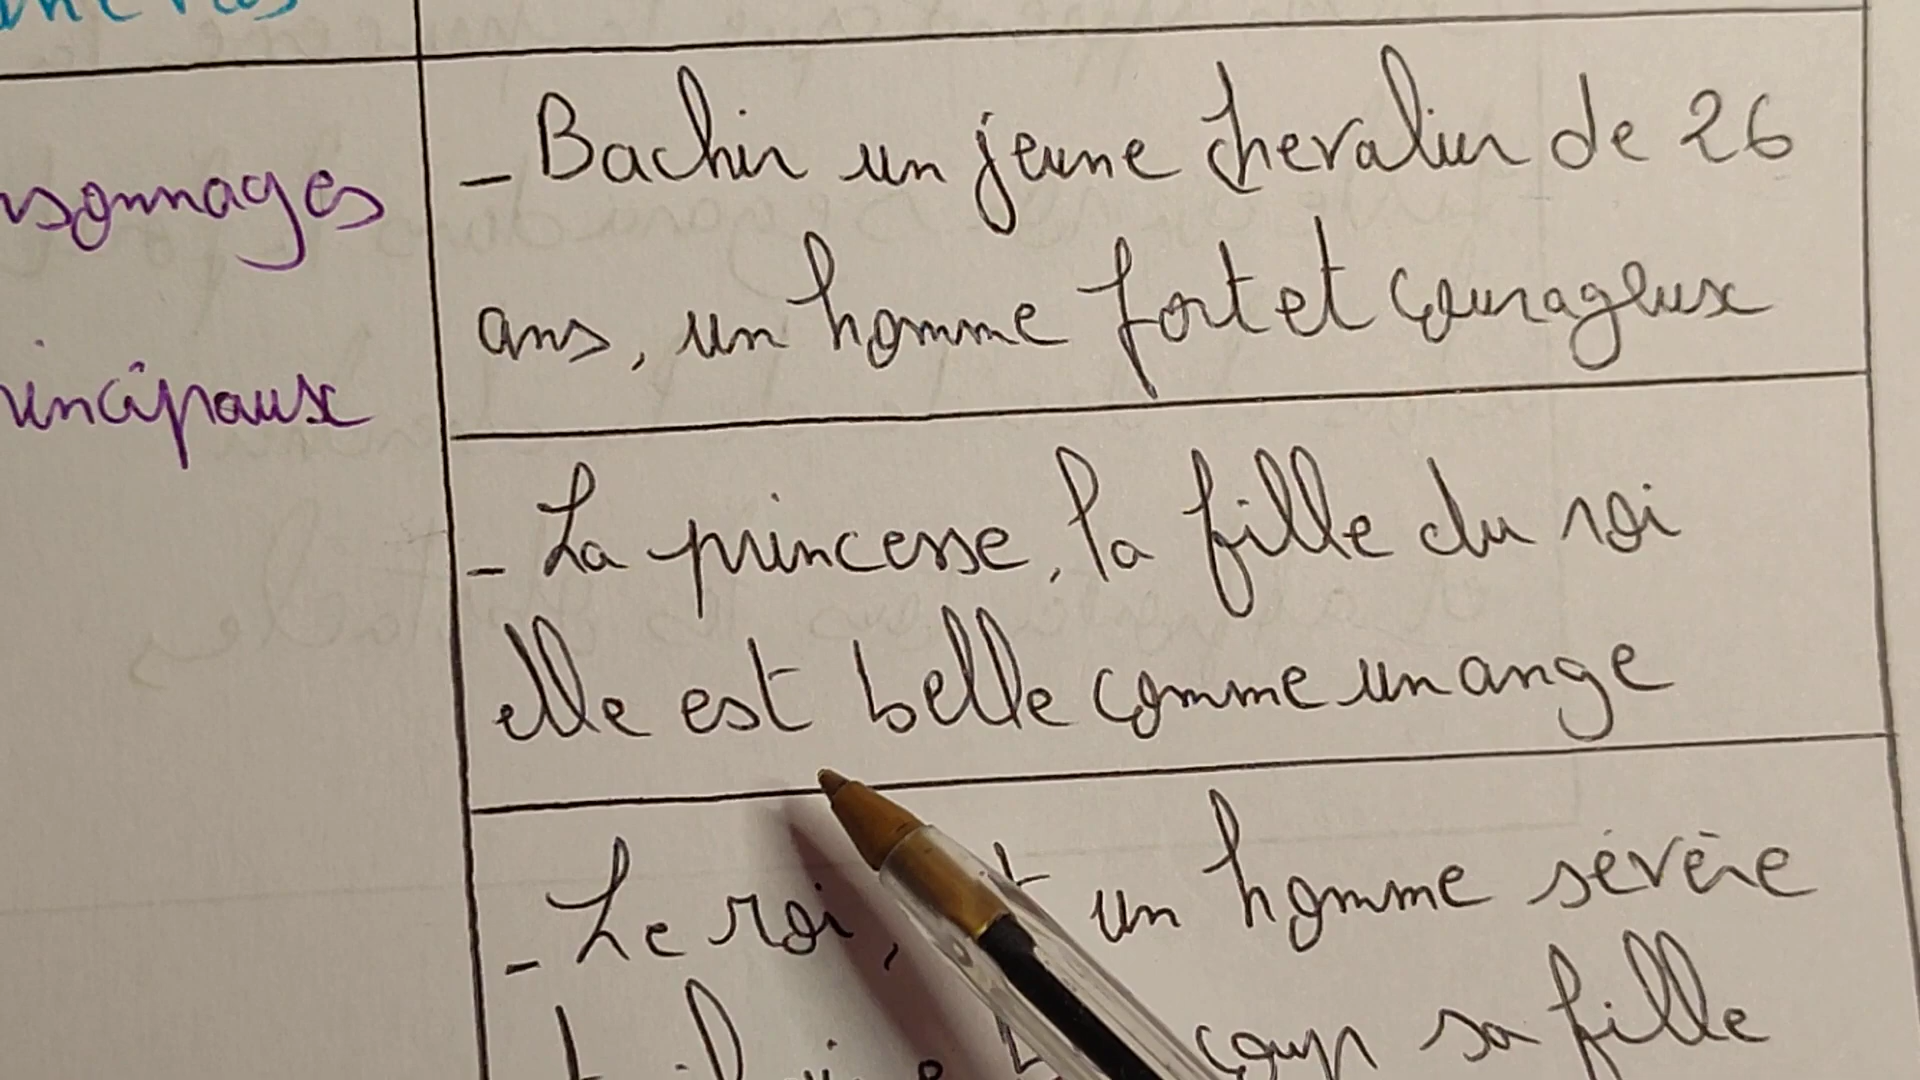 sonnages
incipaux
- Bachir un jeune chevalier de 26
ans, un homme fort et courageux
- La princesse, la fille du roi
elle est belle comme un ange
- Le roi, un homme sévère
sa fille